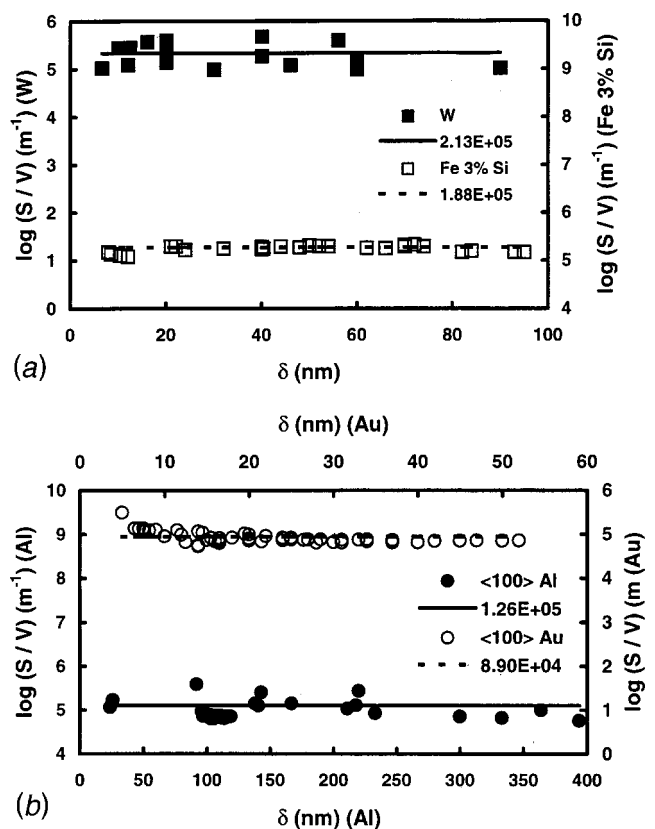 6
5
4
3
2
1
0
log (S / V) (m⁻¹) (W)
10
9
8
7
6
5
4
log (S / V) (m⁻¹) (Fe 3% Si)
W
2.13E+05
Fe 3% Si
1.88E+05
0 20 40 60 80 100
δ (nm)
(a)
δ (nm) (Au)
0 10 20 30 40 50 60
10
9
8
7
6
5
4
log (S / V) (m⁻¹) (Al)
6
5
4
3
2
1
0
log (S / V) (m (Au)
<100> Al
1.26E+05
<100> Au
8.90E+04
0 50 100 150 200 250 300 350 400
δ (nm) (Al)
(b)